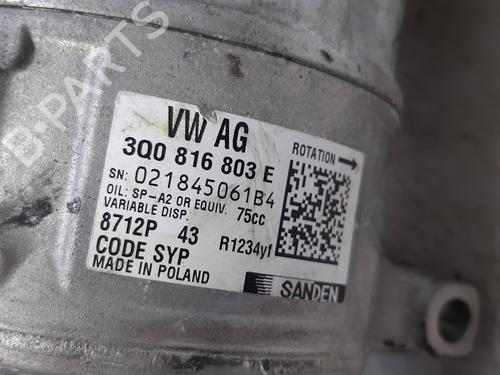 B-PARTS
VW AG
3Q0 816 803 E
ROTATION
SN: 021845061B4
OIL: SP-A2 OR EQUIV. 75cc
VARIABLE DISP.
8712P 43 R1234yf
CODE SYP
MADE IN POLAND
SANDEN